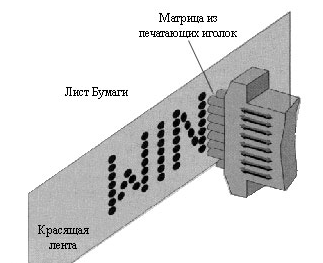 Матрица из
печатающих иголок
Лист Бумаги
WIN
Красящая
лента